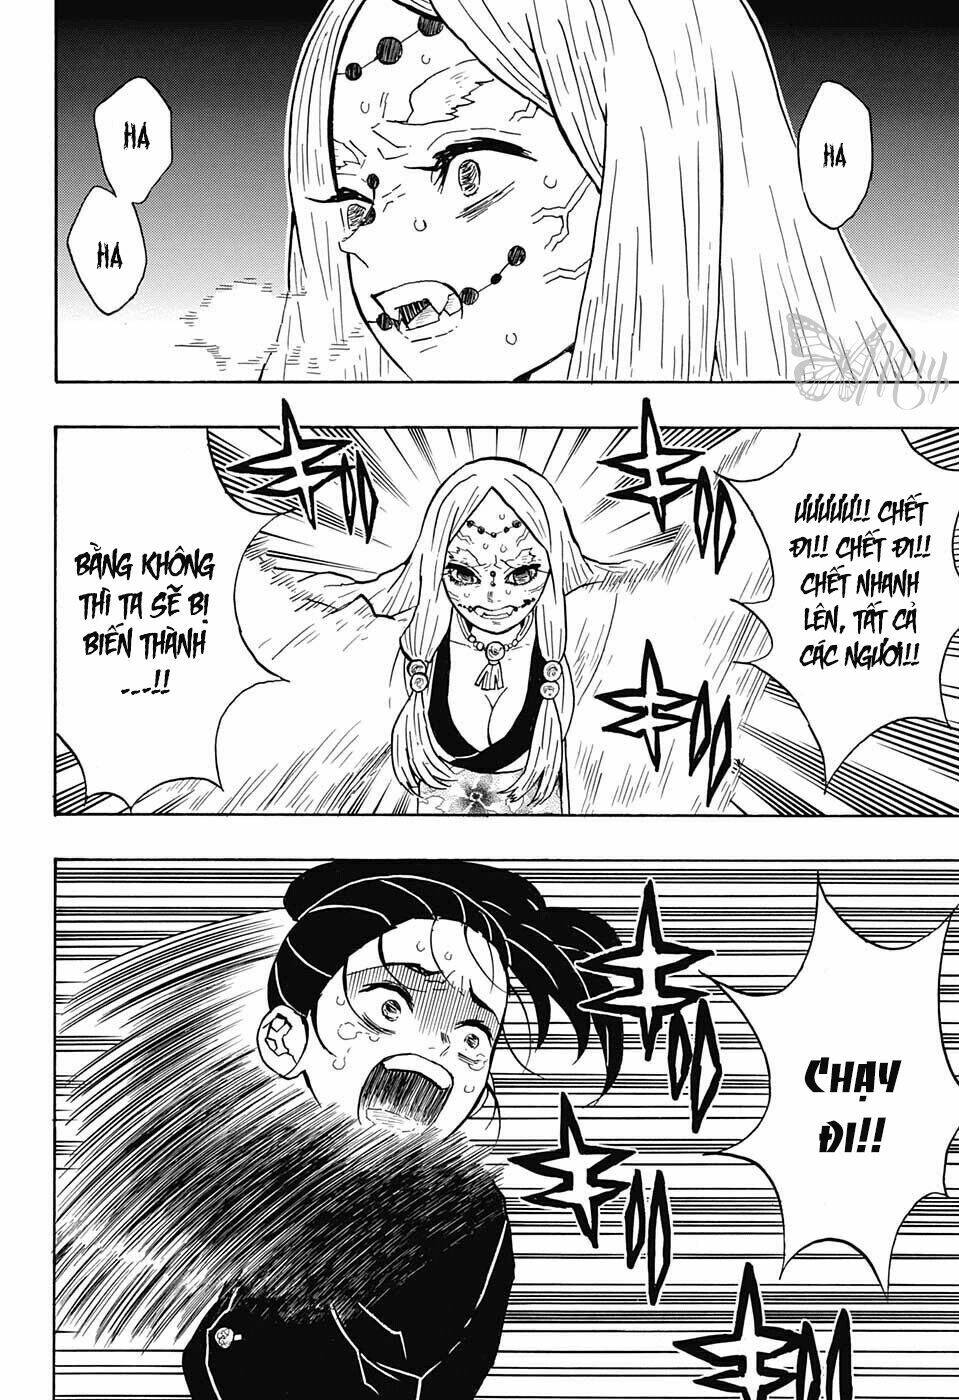 HA
HA
HA
ƯƯƯƯƯ!! CHẾT
ĐI!! CHẾT ĐI!!
CHẾT NHANH
LÊN, TẤT CẢ
CÁC NGƯƠI!!
BẰNG KHÔNG
THÌ TA SẼ BỊ
BIẾN THÀNH
....!!
CHẠY
ĐI!!